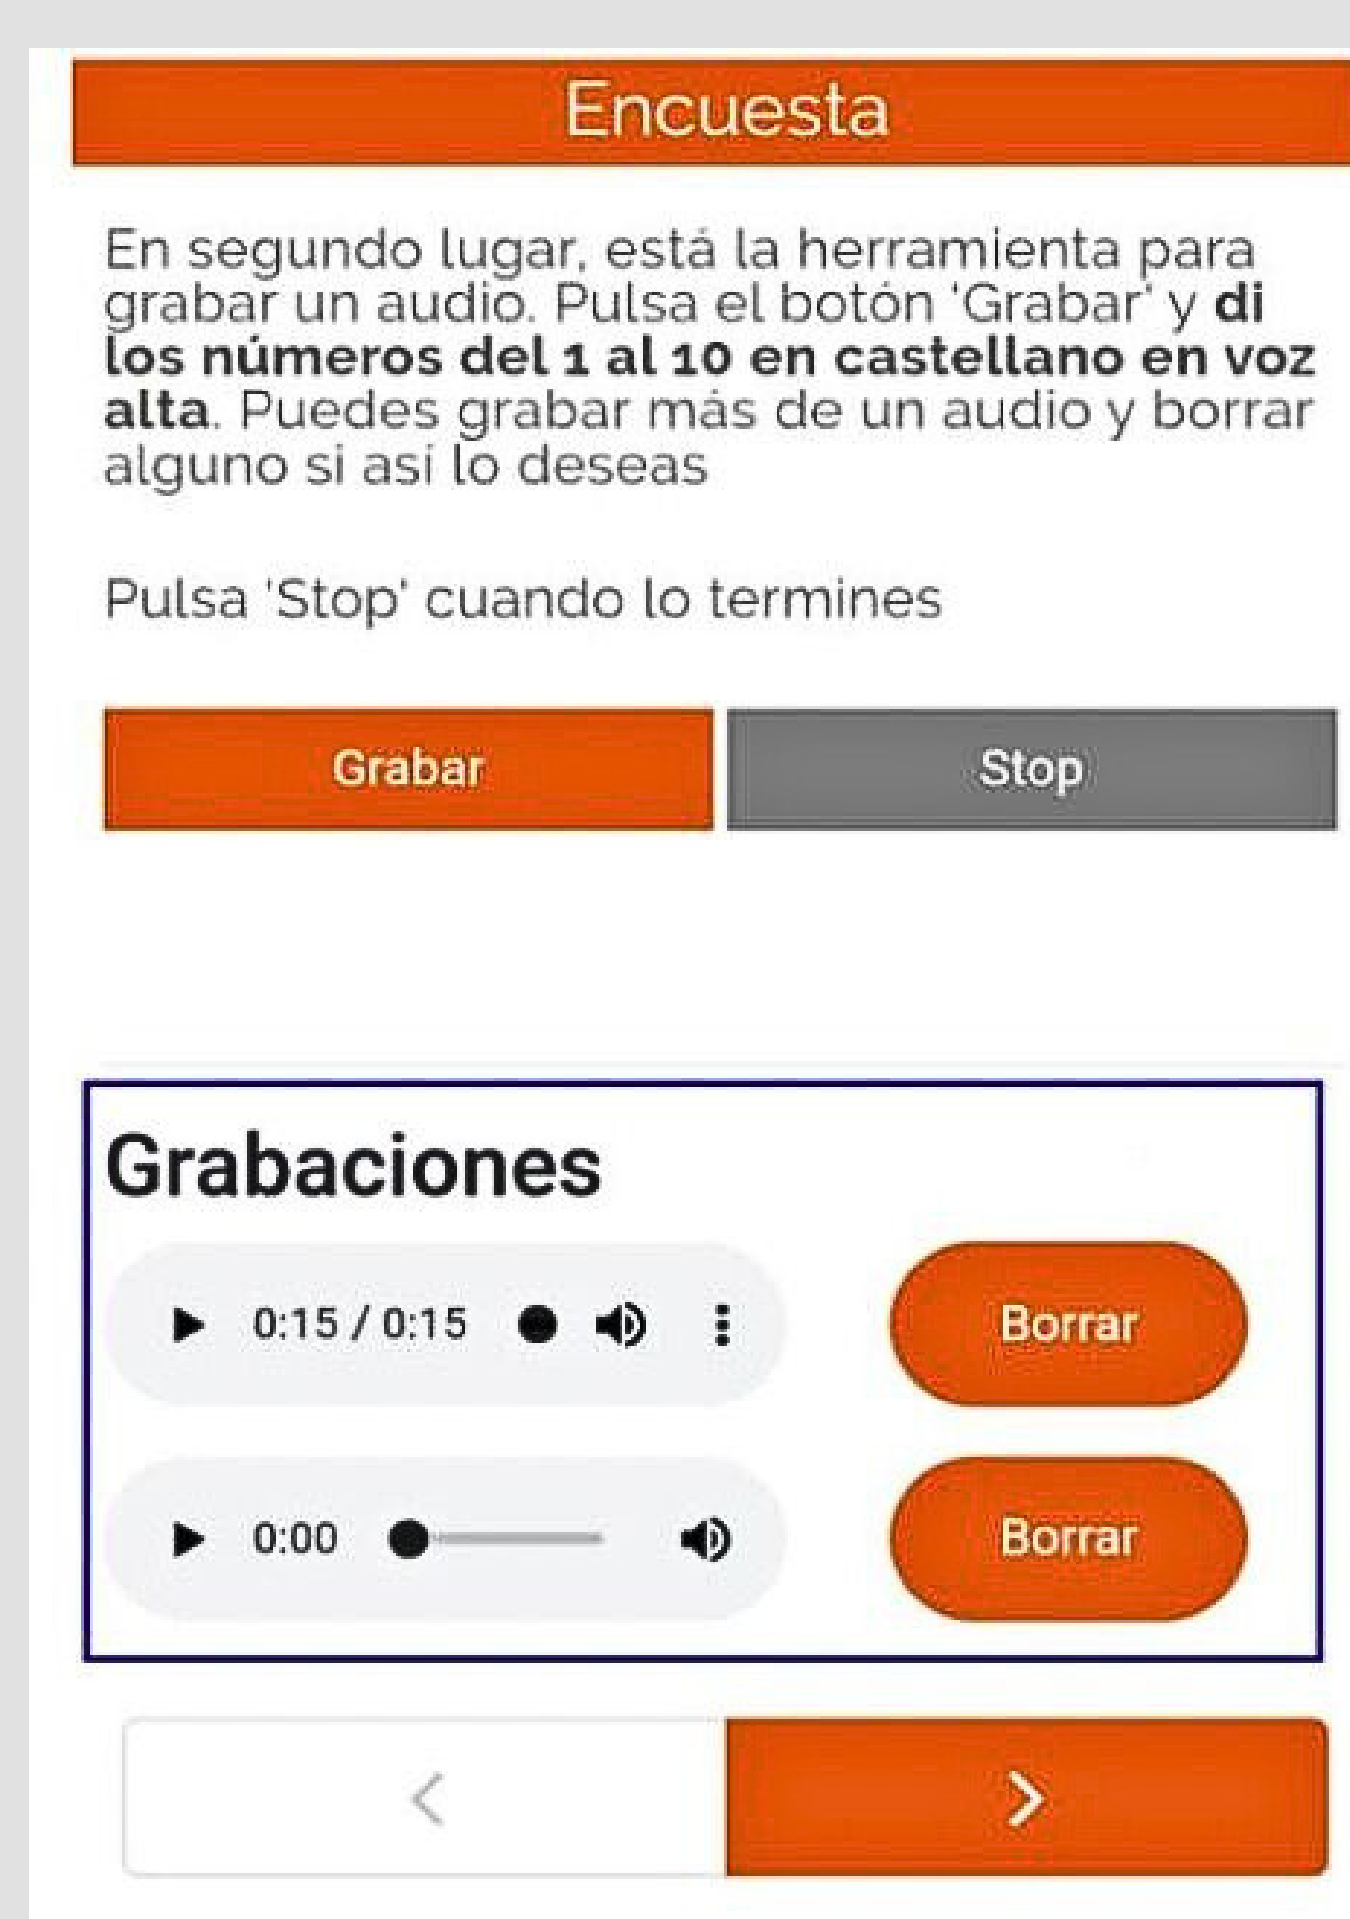 Encuesta
En segundo lugar, está la herramienta para
grabar un audio. Pulsa el botón 'Grabar' y di
los números del 1 al 10 en castellano en voz
alta. Puedes grabar más de un audio y borrar
alguno si así lo deseas
Pulsa 'Stop' cuando lo termines
Grabar Stop
Grabaciones
0:15 / 0:15 Borrar
0:00 Borrar